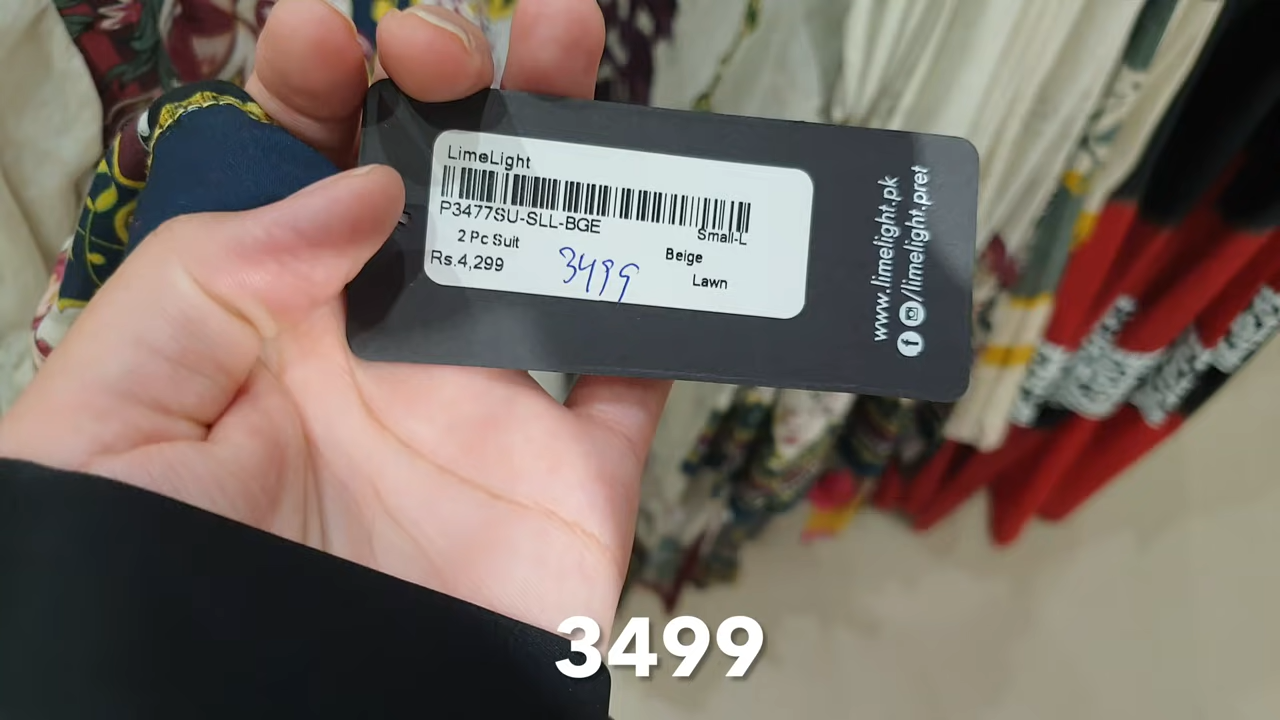 LimeLight
P3477SU-SLL-BGE
Small-L
2 Pc Suit
Beige
Rs.4,299
3499
Lawn
www.limelight.pk
/limelight.pret
3499